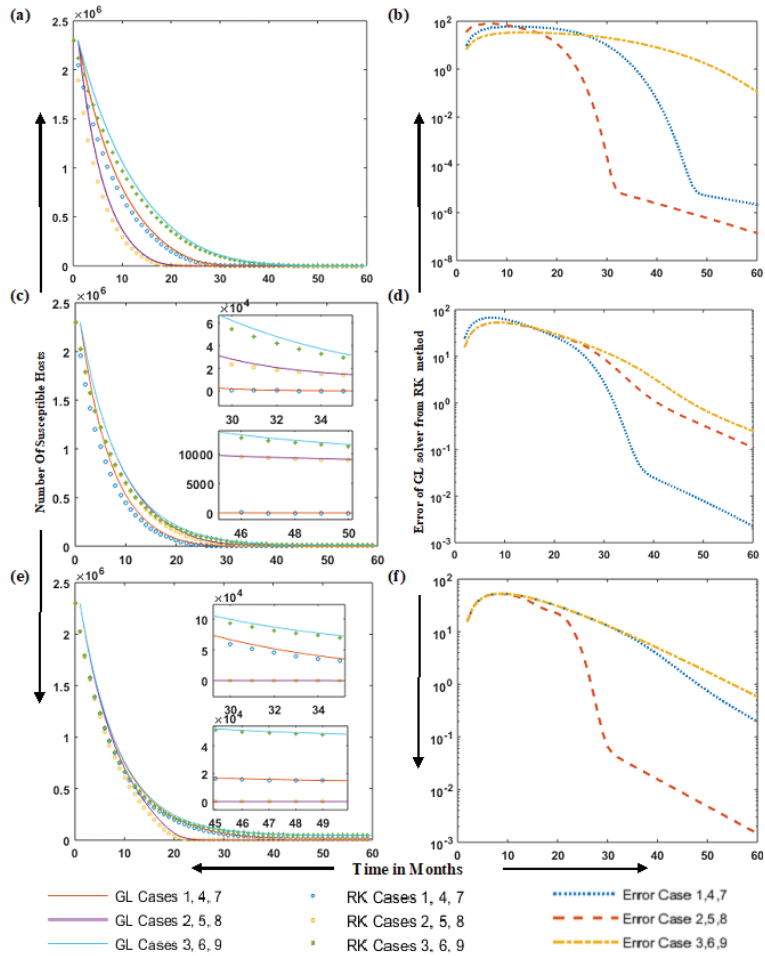 (a)
×10^6
2.5
2
1.5
1
0.5
0
0 10 20 30 40 50 60
(b)
10^2
10^0
10^-2
10^-4
10^-6
10^-8
0 10 20 30 40 50 60
(c)
×10^6
2.5
2
1.5
1
0.5
0
0 10 20 30 40 50 60
×10^4
6
4
2
0
30 32 34
10000
5000
0
46 48 50
(d)
10^2
10^1
10^0
10^-1
10^-2
10^-3
0 10 20 30 40 50 60
Number Of Susceptible Hosts
Error of GL solver from RK method
(e)
×10^6
2.5
2
1.5
1
0.5
0
0 10 20 30 40 50 60
×10^4
10
5
0
30 32 34
×10^4
4
2
0
45 46 47 48 49
(f)
10^2
10^1
10^0
10^-1
10^-2
10^-3
0 10 20 30 40 50 60
Time in Months
GL Cases 1, 4, 7
RK Cases 1, 4, 7
Error Case 1,4,7
GL Cases 2, 5, 8
RK Cases 2, 5, 8
Error Case 2,5,8
GL Cases 3, 6, 9
RK Cases 3, 6, 9
Error Case 3,6,9